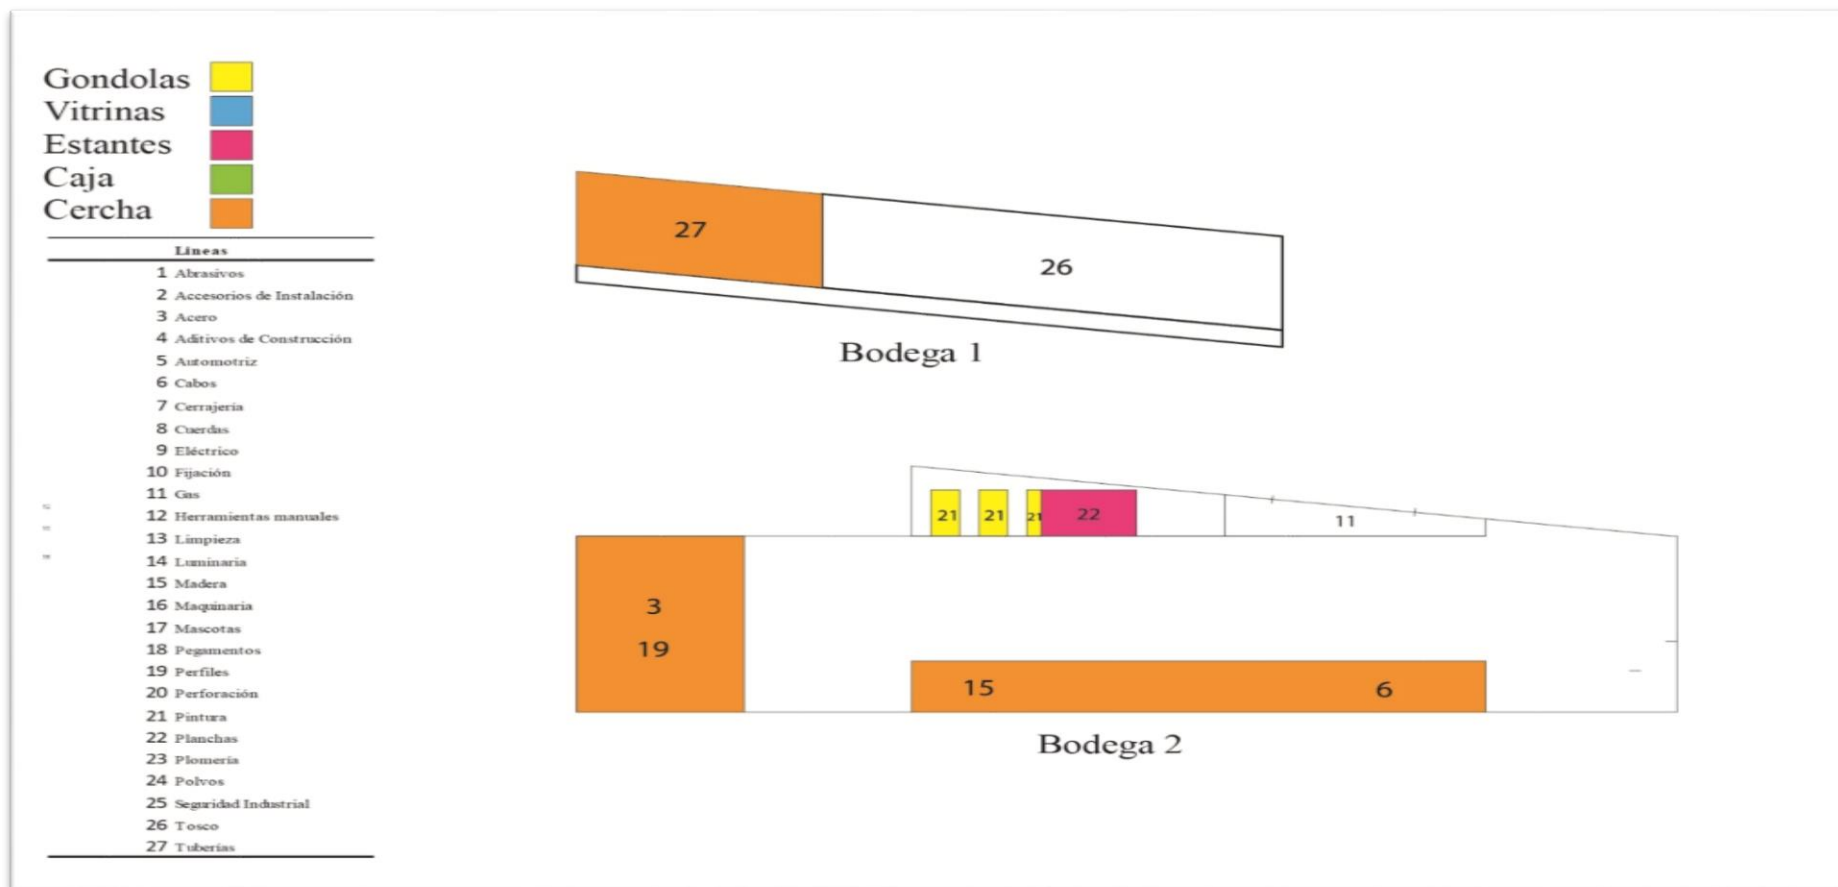 Gondolas
Vitrinas
Estantes
Caja
Cercha
Lineas
1 Abrasivos
2 Accesorios de Instalación
3 Acero
4 Aditivos de Construcción
5 Automotriz
6 Cabos
7 Cerrajería
8 Cuerdas
9 Eléctrico
10 Fijación
11 Gas
12 Herramientas manuales
13 Limpieza
14 Luminaria
15 Madera
16 Maquinaria
17 Mascotas
18 Pegamentos
19 Perfiles
20 Perforación
21 Pintura
22 Planchas
23 Plomería
24 Polvos
25 Seguridad Industrial
26 Tosco
27 Tuberías
27
26
Bodega 1
21 21 21 22
11
3
19
15
6
Bodega 2